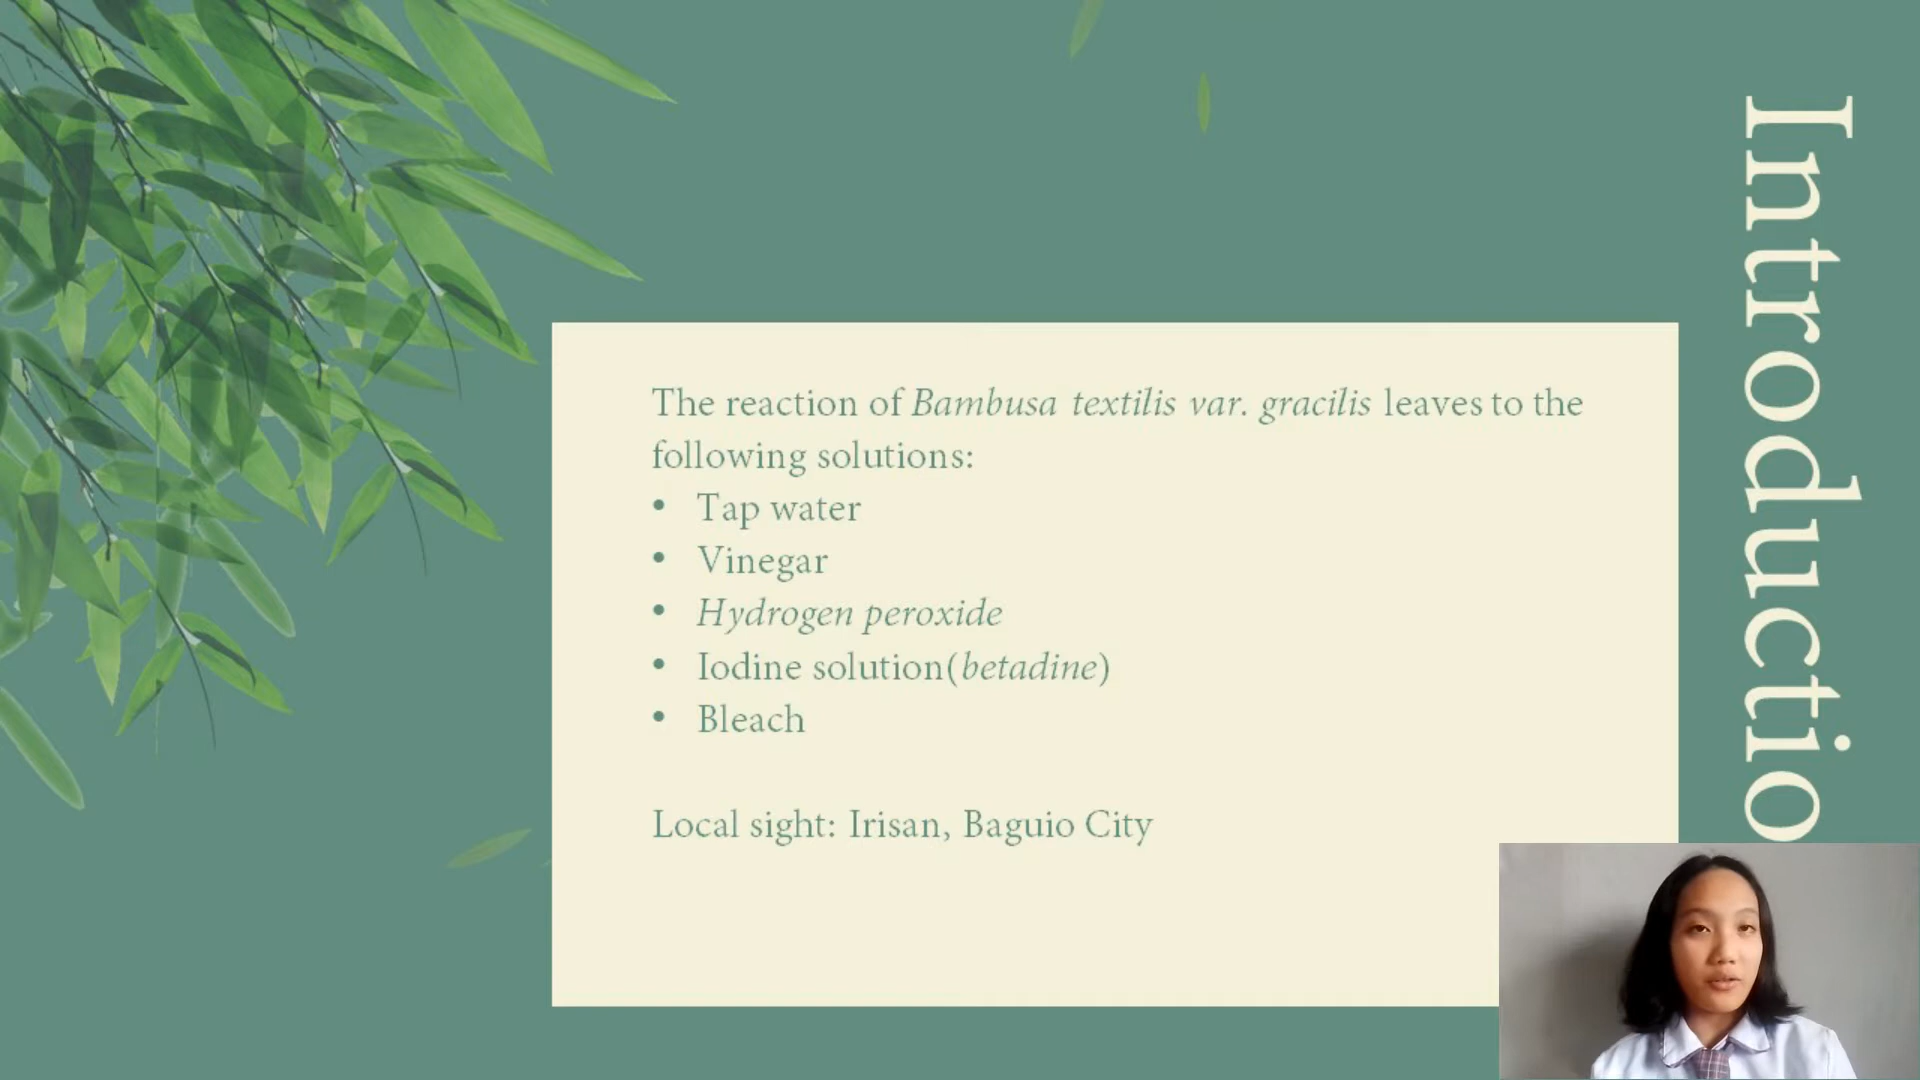 Introductio
The reaction of Bambusa textilis var. gracilis leaves to the
following solutions:
• Tap water
• Vinegar
• Hydrogen peroxide
• Iodine solution(betadine)
• Bleach
Local sight: Irisan, Baguio City